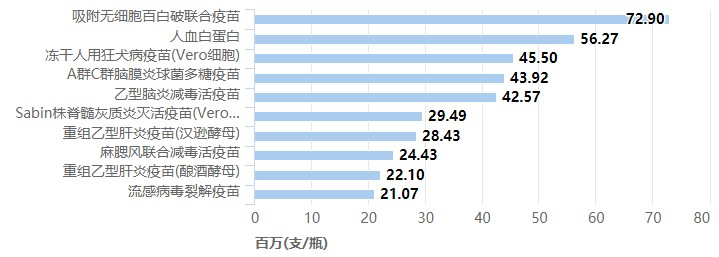 吸附无细胞百白破联合疫苗 72.90
人血白蛋白 56.27
冻干人用狂犬病疫苗(Vero细胞) 45.50
A群C群脑膜炎球菌多糖疫苗 43.92
乙型脑炎减毒活疫苗 42.57
Sabin株脊髓灰质炎灭活疫苗(Vero... 29.49
重组乙型肝炎疫苗(汉逊酵母) 28.43
麻腮风联合减毒活疫苗 24.43
重组乙型肝炎疫苗(酿酒酵母) 22.10
流感病毒裂解疫苗 21.07
0 10 20 30 40 50 60 70 80
百万(支/瓶)